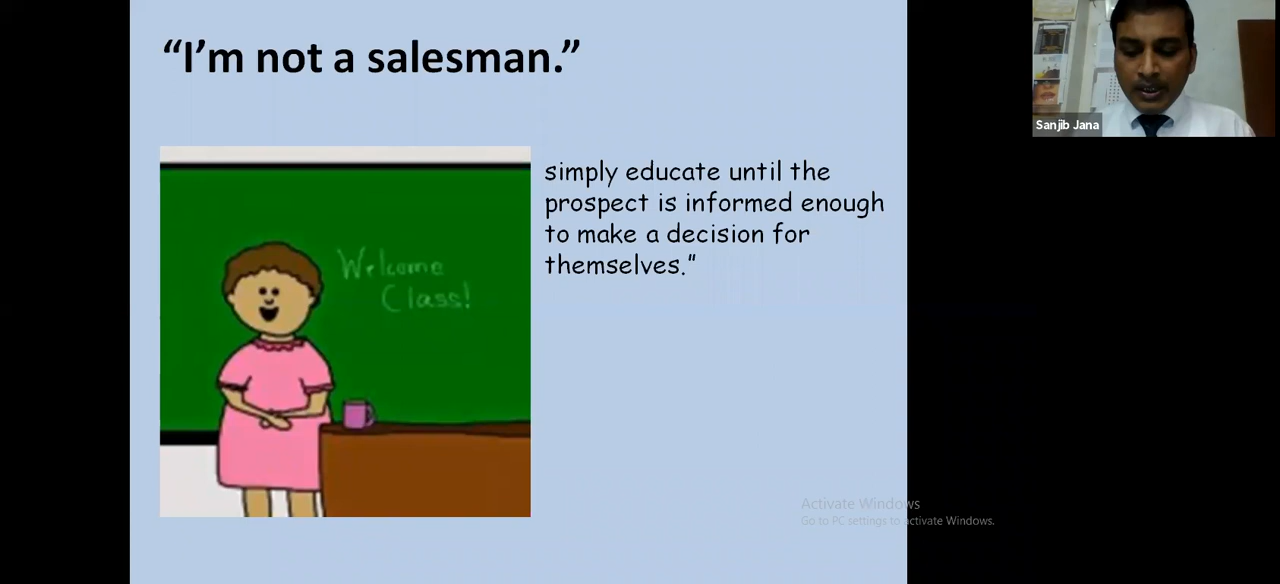 “I’m not a salesman.”
simply educate until the
prospect is informed enough
to make a decision for
themselves.”
Welcome
Class!
Sanjib Jana
Activate Windows
Go to PC settings to activate Windows.